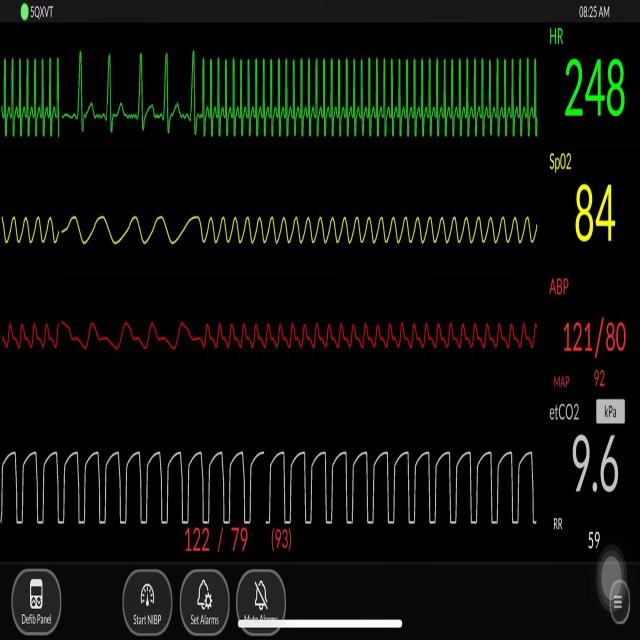 5QXVT
08:25 AM
HR
248
SpO2
84
ABP
121/80
MAP 92
etCO2 kPa
9.6
RR
59
122 / 79 (93)
Defib Panel
Start NIBP
Set Alarms
Mute Alarms